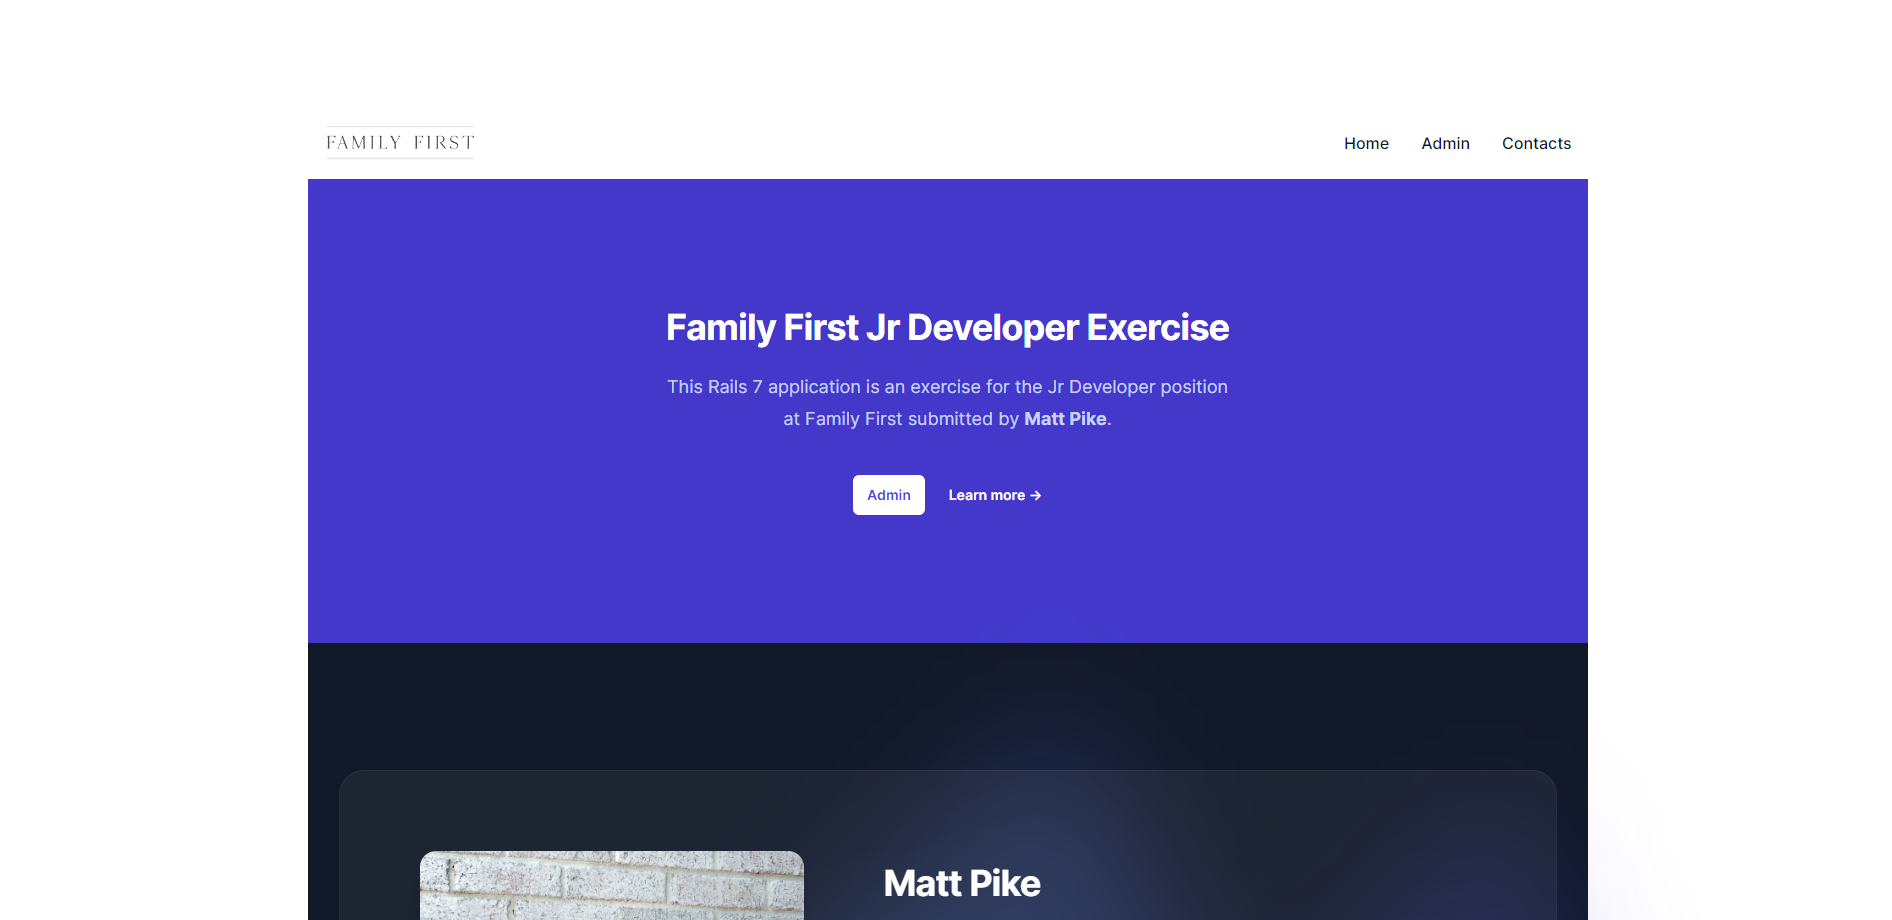 FAMILY FIRST
Home Admin Contacts
Family First Jr Developer Exercise
This Rails 7 application is an exercise for the Jr Developer position
at Family First submitted by Matt Pike.
Admin Learn more →
Matt Pike